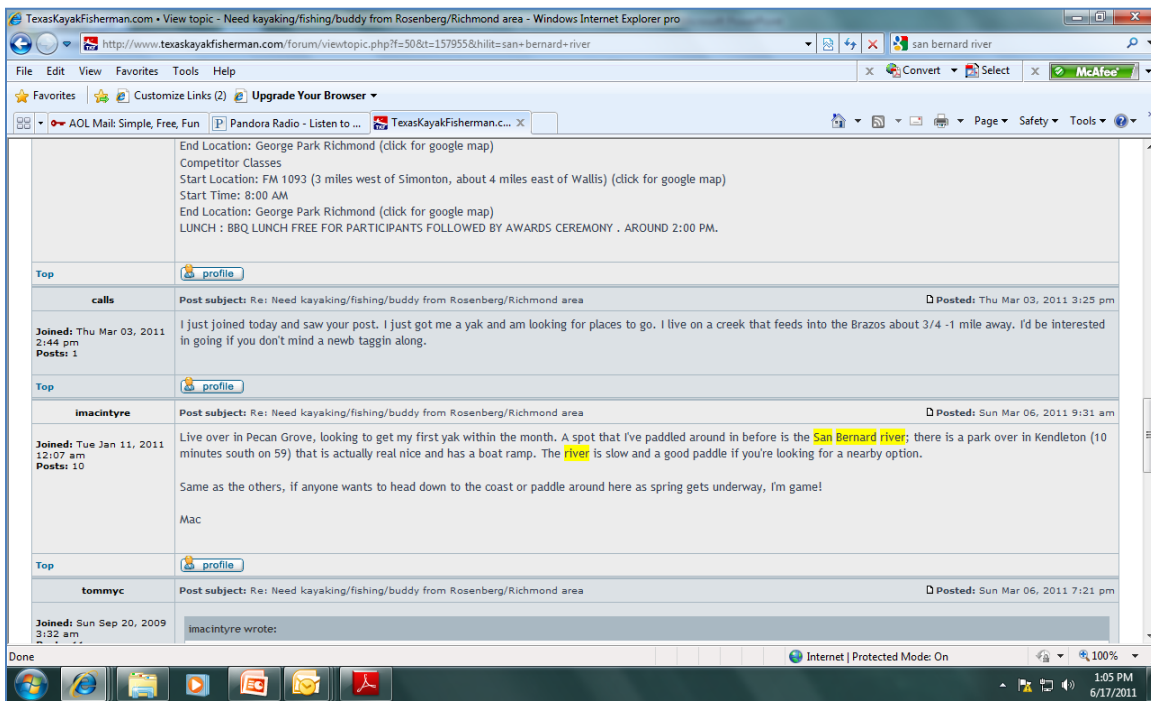 TexasKayakFisherman.com • View topic - Need kayaking/fishing/buddy from Rosenberg/Richmond area - Windows Internet Explorer pro
http://www.texaskayakfisherman.com/forum/viewtopic.php?f=50&t=157955&hilit=san+bernard+river
san bernard river
File Edit View Favorites Tools Help
x Convert Select x McAfee
Favorites Customize Links (2) Upgrade Your Browser
AOL Mail: Simple, Free, Fun Pandora Radio - Listen to ... TexasKayakFisherman.c... X
Page Safety Tools
End Location: George Park Richmond (click for google map)
Competitor Classes
Start Location: FM 1093 (3 miles west of Simonton, about 4 miles east of Wallis) (click for google map)
Start Time: 8:00 AM
End Location: George Park Richmond (click for google map)
LUNCH : BBQ LUNCH FREE FOR PARTICIPANTS FOLLOWED BY AWARDS CEREMONY . AROUND 2:00 PM.
Top
profile
calls
Post subject: Re: Need kayaking/fishing/buddy from Rosenberg/Richmond area
Posted: Thu Mar 03, 2011 3:25 pm
Joined: Thu Mar 03, 2011
2:44 pm
Posts: 1
I just joined today and saw your post. I just got me a yak and am looking for places to go. I live on a creek that feeds into the Brazos about 3/4 -1 mile away. I'd be interested
in going if you don't mind a newb taggin along.
Top
profile
imacintyre
Post subject: Re: Need kayaking/fishing/buddy from Rosenberg/Richmond area
Posted: Sun Mar 06, 2011 9:31 am
Joined: Tue Jan 11, 2011
12:07 am
Posts: 10
Live over in Pecan Grove, looking to get my first yak within the month. A spot that I've paddled around in before is the San Bernard river; there is a park over in Kendleton (10
minutes south on 59) that is actually real nice and has a boat ramp. The river is slow and a good paddle if you're looking for a nearby option.
Same as the others, if anyone wants to head down to the coast or paddle around here as spring gets underway, I'm game!
Mac
Top
profile
tommyc
Post subject: Re: Need kayaking/fishing/buddy from Rosenberg/Richmond area
Posted: Sun Mar 06, 2011 7:21 pm
Joined: Sun Sep 20, 2009
3:32 am
imacintyre wrote:
Done
Internet | Protected Mode: On
100%
1:05 PM
6/17/2011